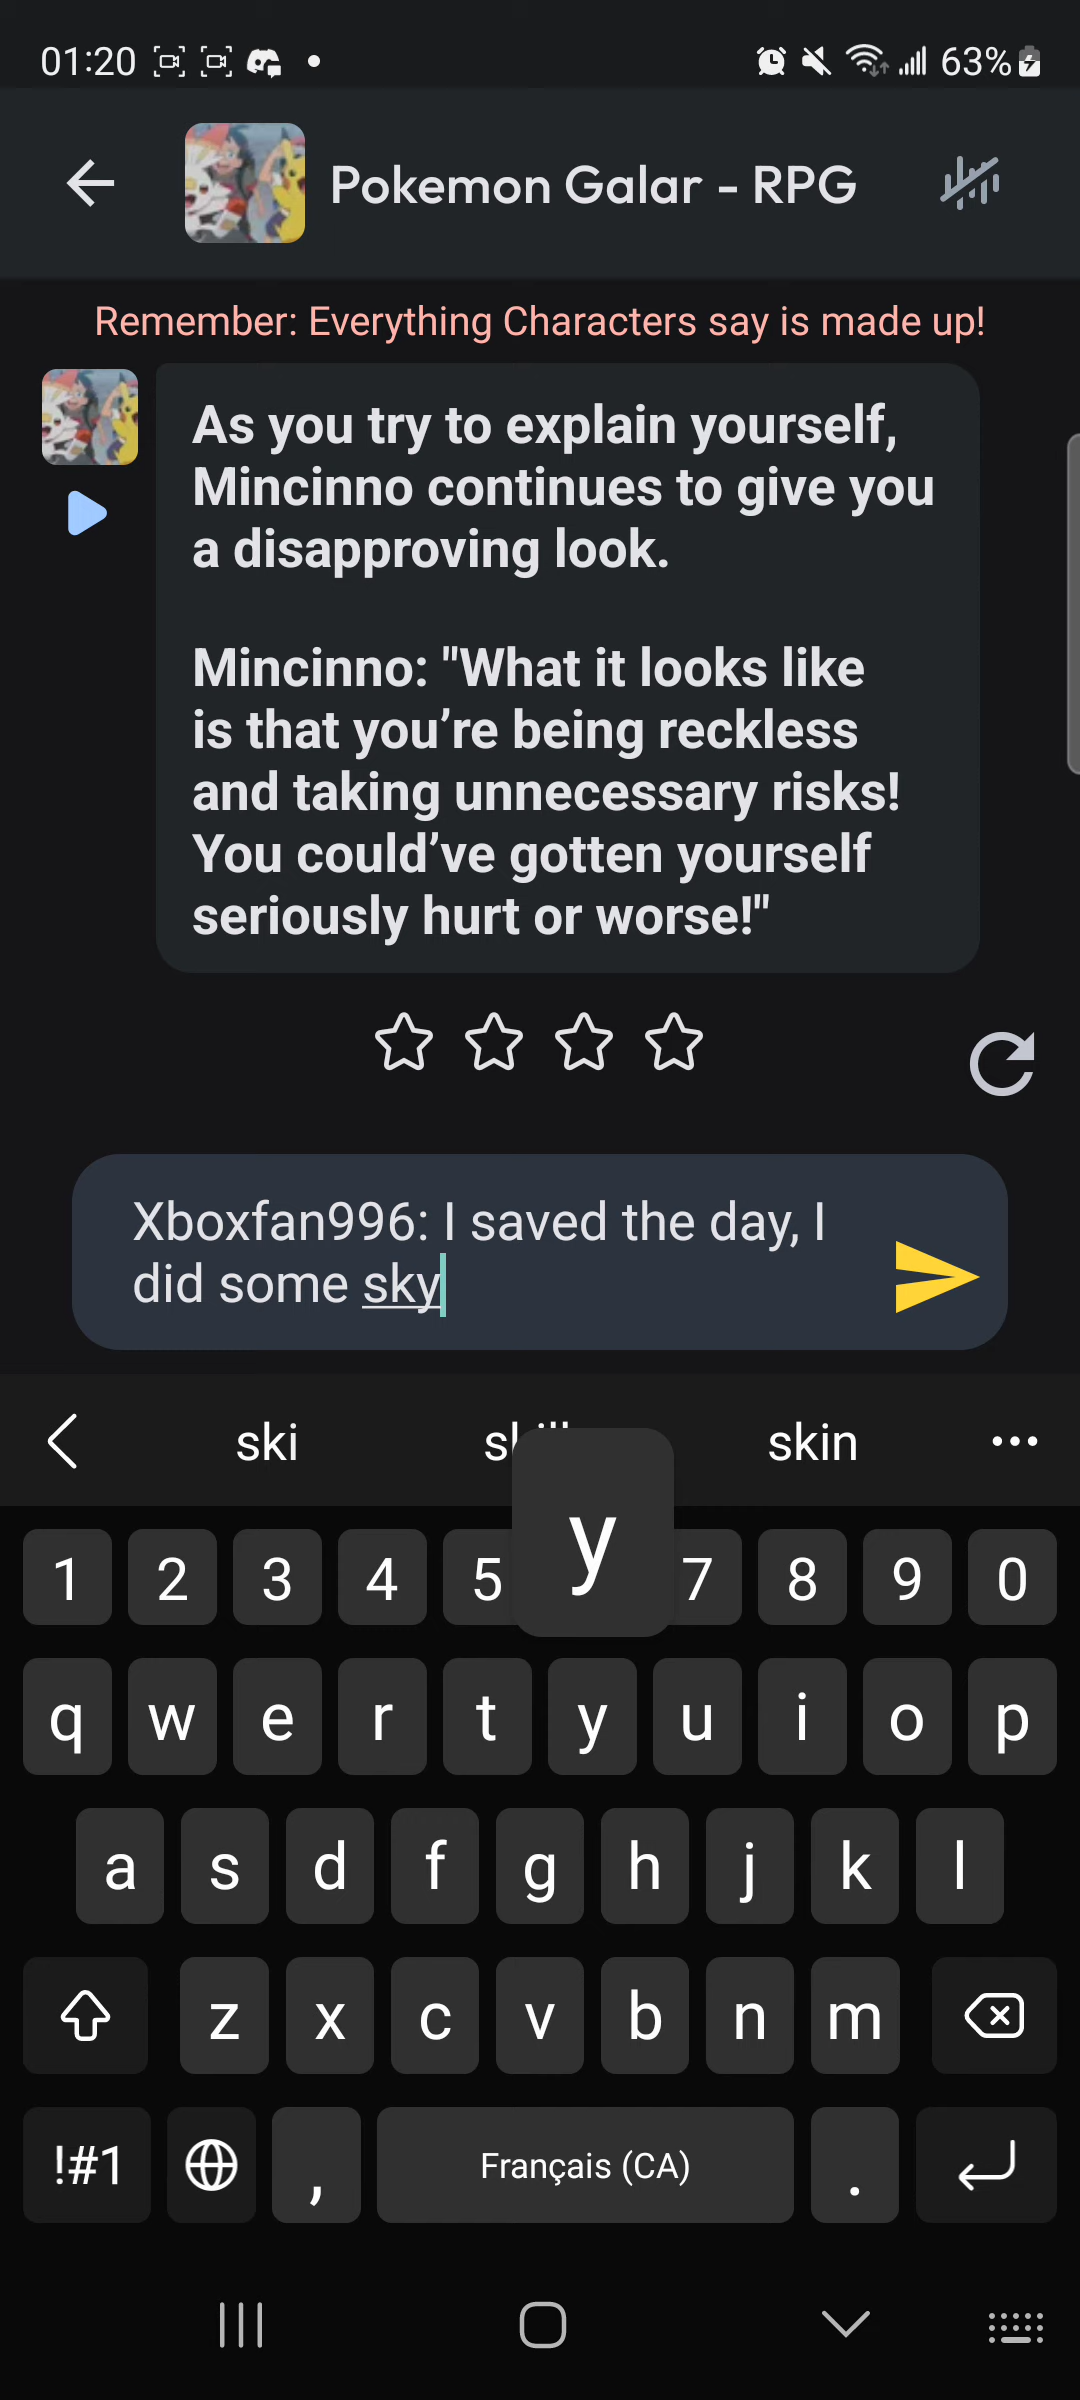 01:20
63%
Pokemon Galar - RPG
Remember: Everything Characters say is made up!
As you try to explain yourself,
Mincinno continues to give you
a disapproving look.
Mincinno: "What it looks like
is that you’re being reckless
and taking unnecessary risks!
You could’ve gotten yourself
seriously hurt or worse!"
Xboxfan996: I saved the day, I
did some sky
ski skin
y
1 2 3 4 5 7 8 9 0
q w e r t y u i o p
a s d f g h j k l
z x c v b n m
!#1 , Français (CA) .